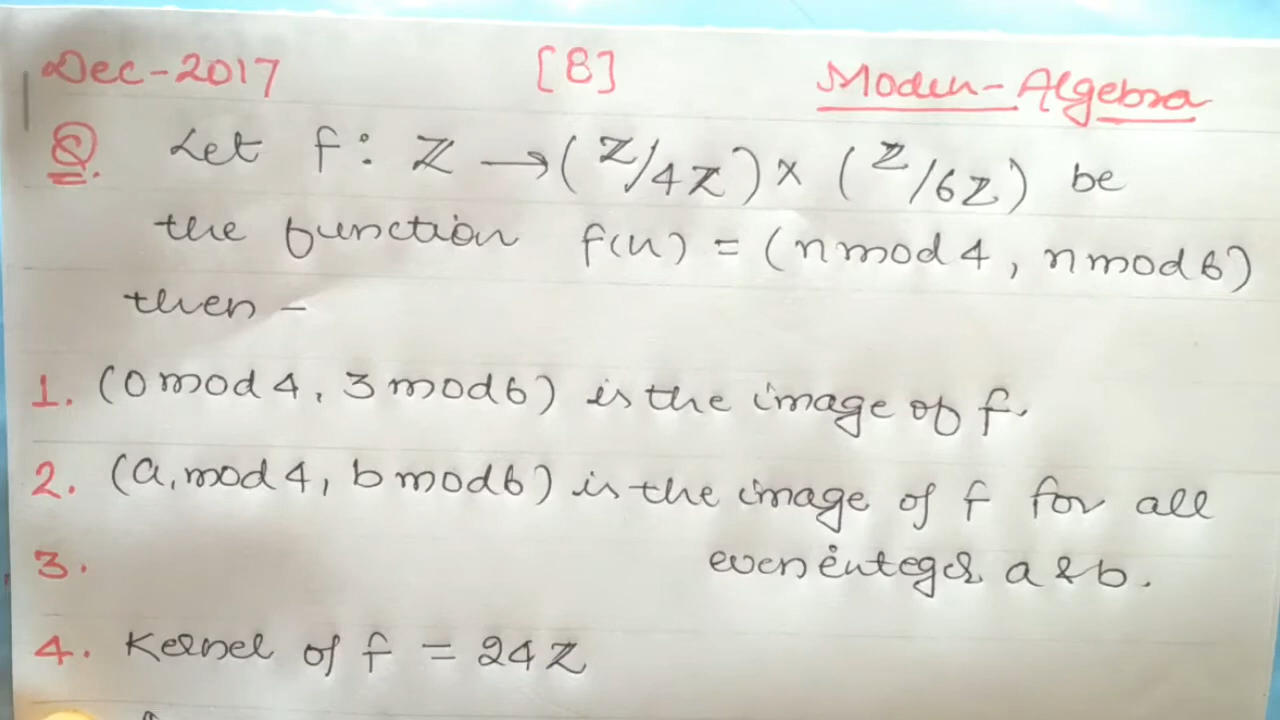 Dec-2017 [8] Modern-Algebra
Q. Let f: Z → (Z/4Z) × (Z/6Z) be
the function f(n) = (n mod 4, n mod 6)
then -
1. (0 mod 4, 3 mod 6) is the image of f.
2. (a, mod 4, b mod 6) is the image of f for all
3. even integer a & b.
4. Kernel of f = 24Z